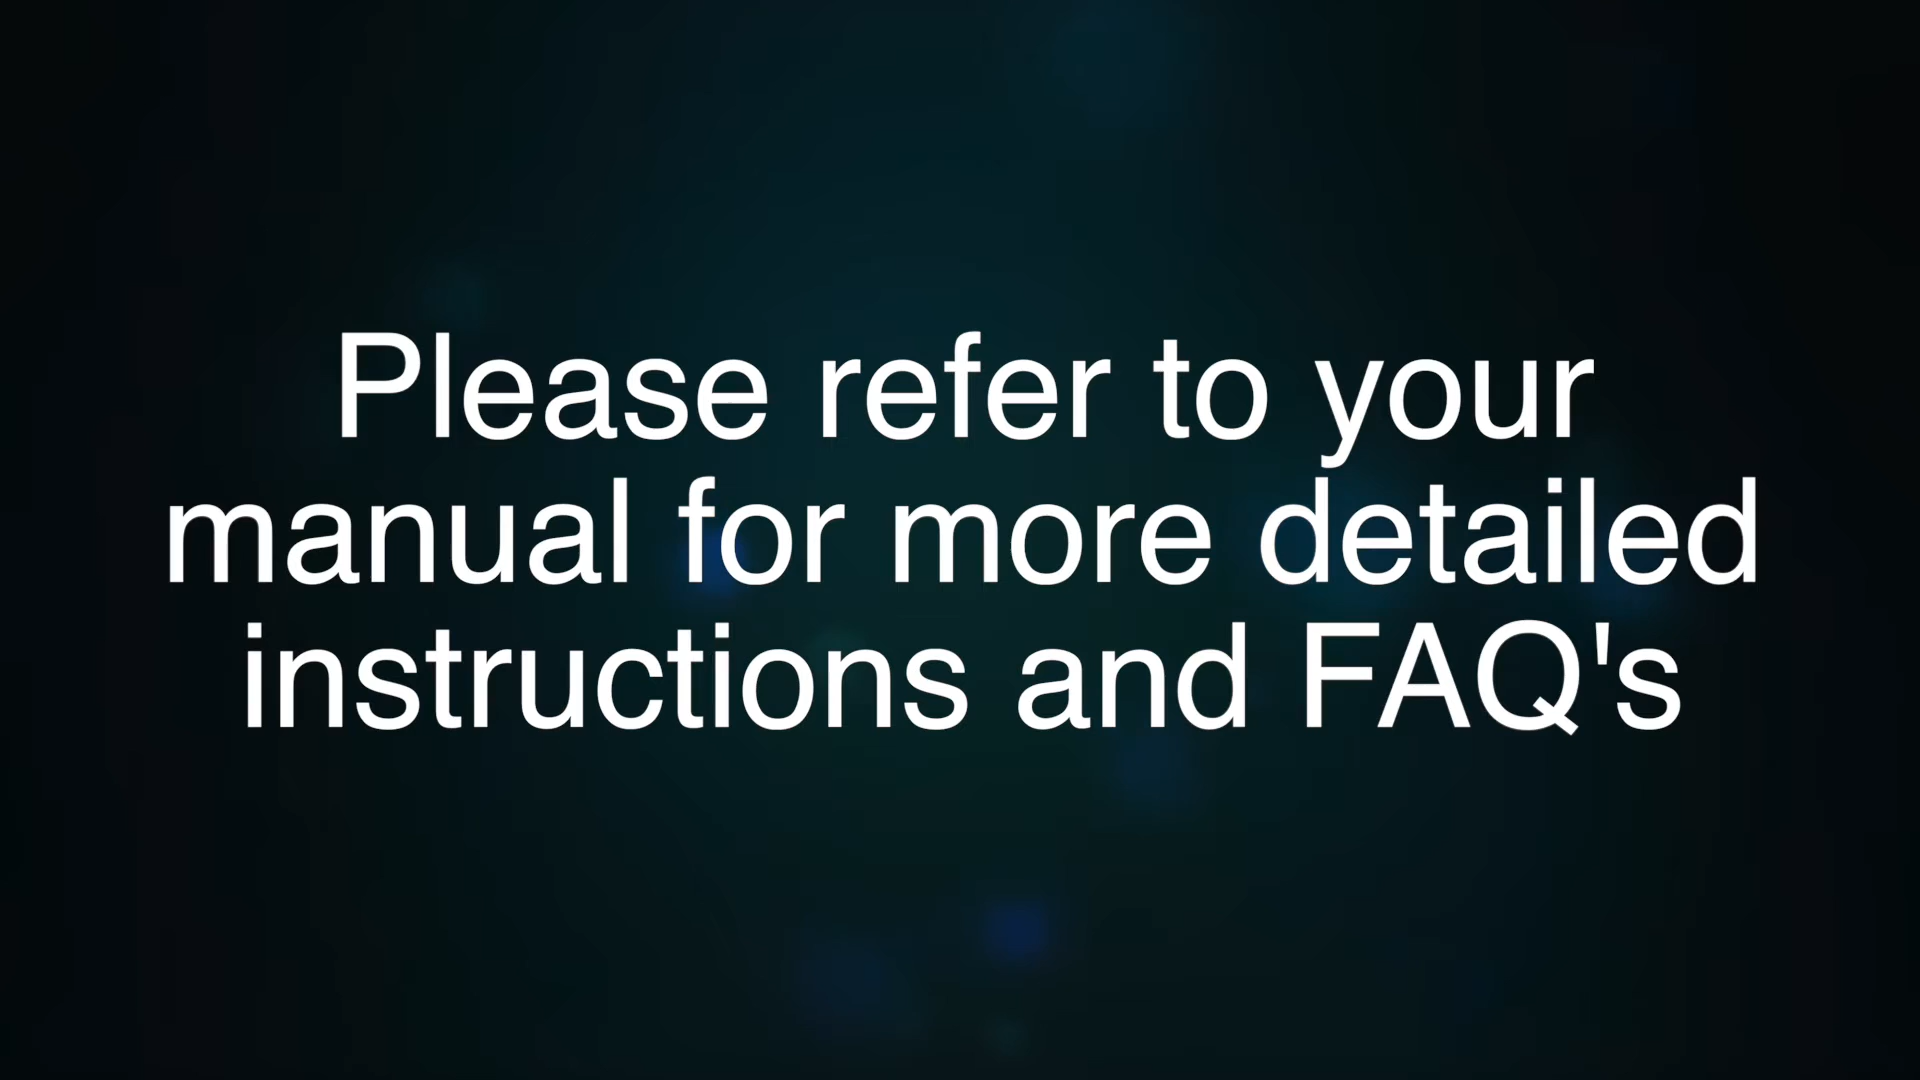 Please refer to your
manual for more detailed
instructions and FAQ's